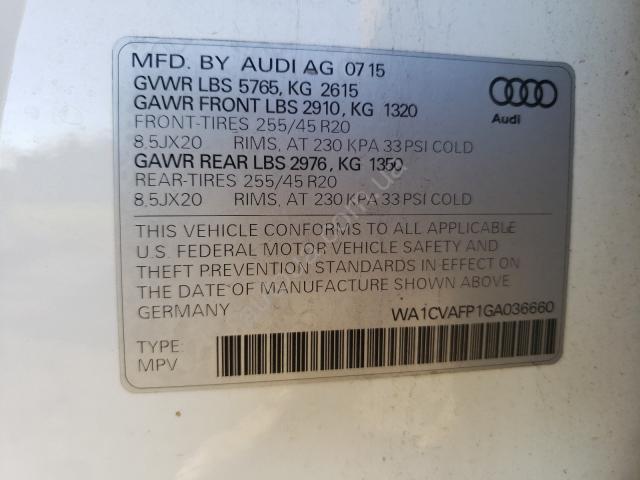 MFD. BY AUDI AG 07 15
GVWR LBS 5765, KG 2615
GAWR FRONT LBS 2910, KG 1320
FRONT-TIRES 255/45 R20
8,5JX20 RIMS, AT 230 KPA 33 PSI COLD
GAWR REAR LBS 2976, KG 1350
REAR-TIRES 255/45 R20
8,5JX20 RIMS, AT 230 KPA 33 PSI COLD
Audi
THIS VEHICLE CONFORMS TO ALL APPLICABLE
U.S. FEDERAL MOTOR VEHICLE SAFETY AND
THEFT PREVENTION STANDARDS IN EFFECT ON
THE DATE OF MANUFACTURE SHOWN ABOVE
GERMANY
WA1CVAFP1GA036660
TYPE:
MPV